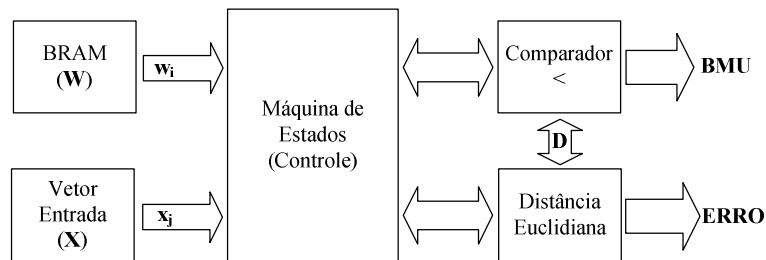 BRAM
(W)
wi
Máquina de
Estados
(Controle)
Comparador
<
BMU
D
Vetor
Entrada
(X)
xj
Distância
Euclidiana
ERRO